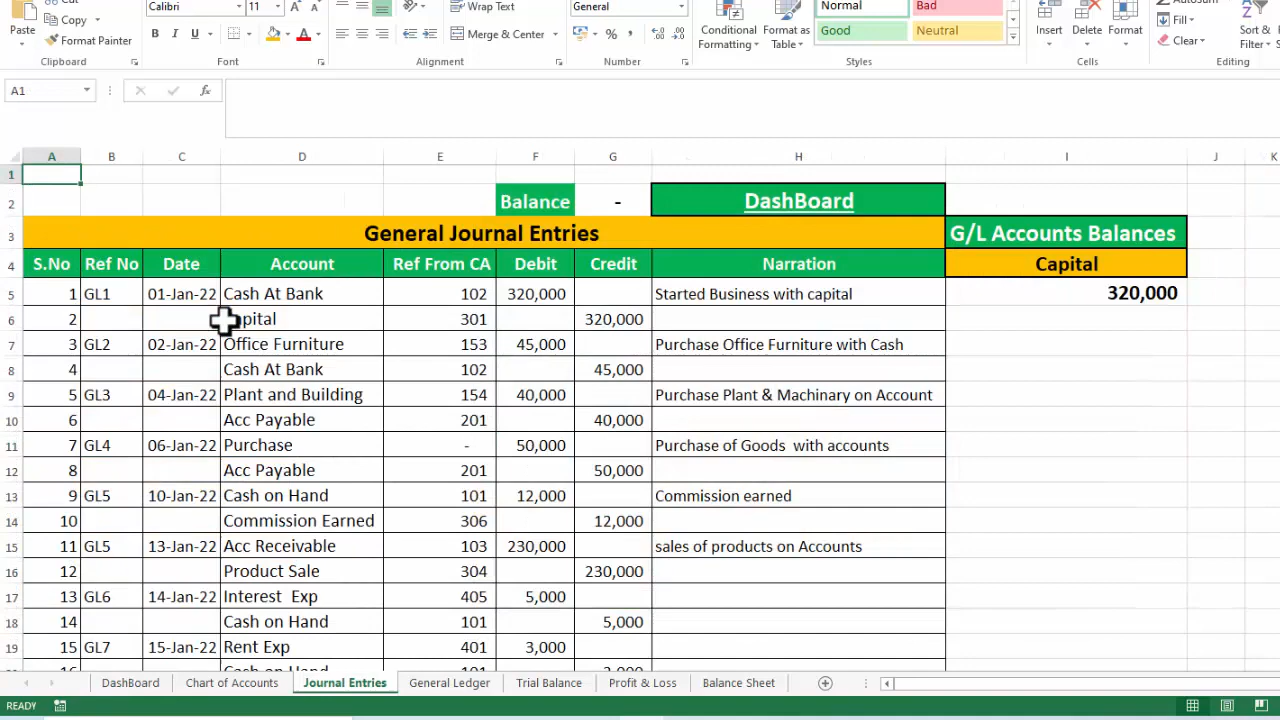 Cut
Calibri 11 Wrap Text General Normal Bad AutoSum
Paste Copy B I U Merge & Center % Conditional Format as Good Neutral Insert Delete Format Fill Sort &
Format Painter Formatting Table Clear Filter
Clipboard Font Alignment Number Styles Cells Editing
A1 fx
A B C D E F G H I J K
1
2 Balance - DashBoard
3 General Journal Entries G/L Accounts Balances
4 S.No Ref No Date Account Ref From CA Debit Credit Narration Capital
5 1 GL1 01-Jan-22 Cash At Bank 102 320,000 Started Business with capital 320,000
6 2 pital 301 320,000
7 3 GL2 02-Jan-22 Office Furniture 153 45,000 Purchase Office Furniture with Cash
8 4 Cash At Bank 102 45,000
9 5 GL3 04-Jan-22 Plant and Building 154 40,000 Purchase Plant & Machinery on Account
10 6 Acc Payable 201 40,000
11 7 GL4 06-Jan-22 Purchase - 50,000 Purchase of Goods with accounts
12 8 Acc Payable 201 50,000
13 9 GL5 10-Jan-22 Cash on Hand 101 12,000 Commission earned
14 10 Commission Earned 306 12,000
15 11 GL5 13-Jan-22 Acc Receivable 103 230,000 sales of products on Accounts
16 12 Product Sale 304 230,000
17 13 GL6 14-Jan-22 Interest Exp 405 5,000
18 14 Cash on Hand 101 5,000
19 15 GL7 15-Jan-22 Rent Exp 401 3,000
16 Cash on Hand 101
DashBoard Chart of Accounts Journal Entries General Ledger Trial Balance Profit & Loss Balance Sheet
READY